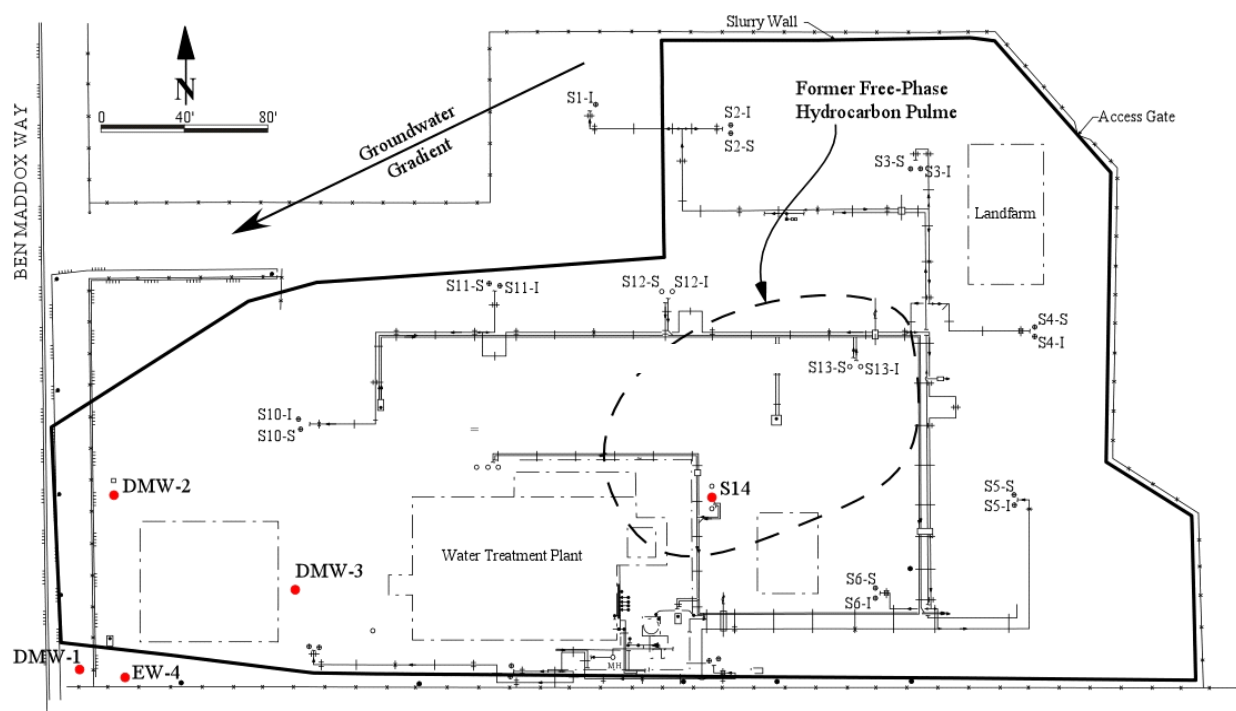 Slurry Wall
N
0 40' 80'
Groundwater
Gradient
S1-I
Former Free-Phase
Hydrocarbon Pulme
S2-I
S2-S
Access Gate
S3-S
S3-I
Landfarm
BEN MADDOX WAY
S11-S
S11-I
S12-S
S12-I
S4-S
S4-I
S13-S
S13-I
S10-I
S10-S
DMW-2
S14
S5-S
S5-I
Water Treatment Plant
DMW-3
S6-S
S6-I
DMW-1
EW-4
MH